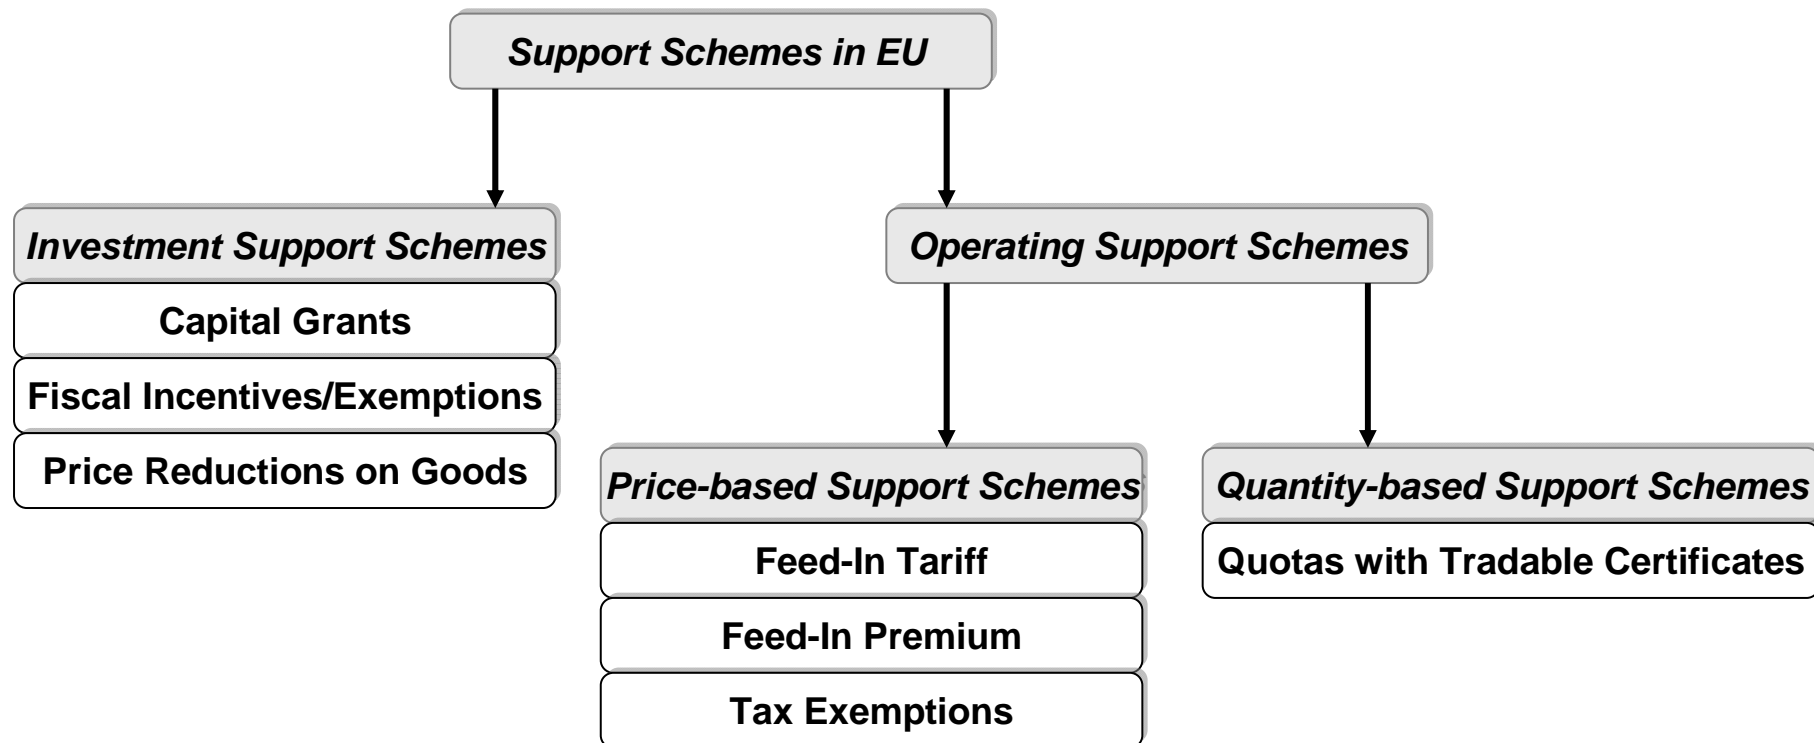 Support Schemes in EU
Investment Support Schemes
Capital Grants
Fiscal Incentives/Exemptions
Price Reductions on Goods
Operating Support Schemes
Price-based Support Schemes
Feed-In Tariff
Feed-In Premium
Tax Exemptions
Quantity-based Support Schemes
Quotas with Tradable Certificates